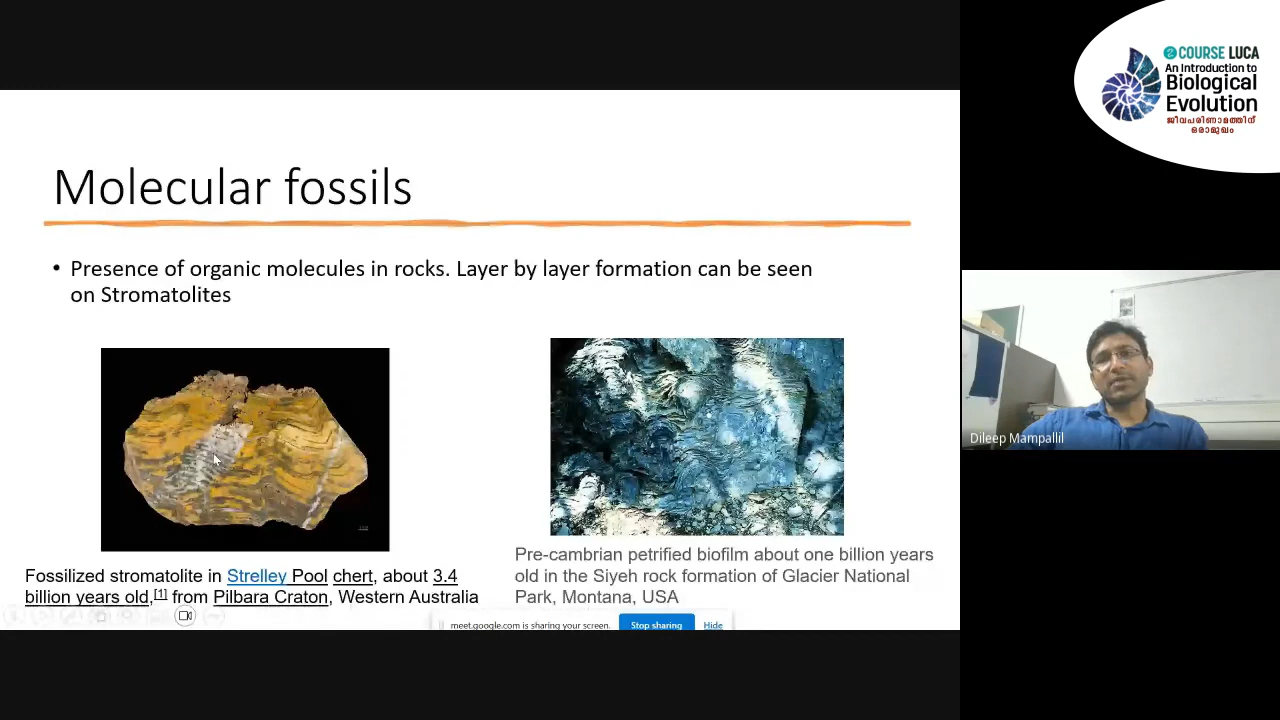 Molecular fossils
• Presence of organic molecules in rocks. Layer by layer formation can be seen
on Stromatolites
Fossilized stromatolite in Strelley Pool chert, about 3.4
billion years old,[1] from Pilbara Craton, Western Australia
Pre-cambrian petrified biofilm about one billion years
old in the Siyeh rock formation of Glacier National
Park, Montana, USA
meet.google.com is sharing your screen. Stop sharing Hide
COURSE LUCA
An Introduction to
Biological
Evolution
ജീവപരിണാമത്തിന്
ഒരാമുഖം
Dileep Mampallil